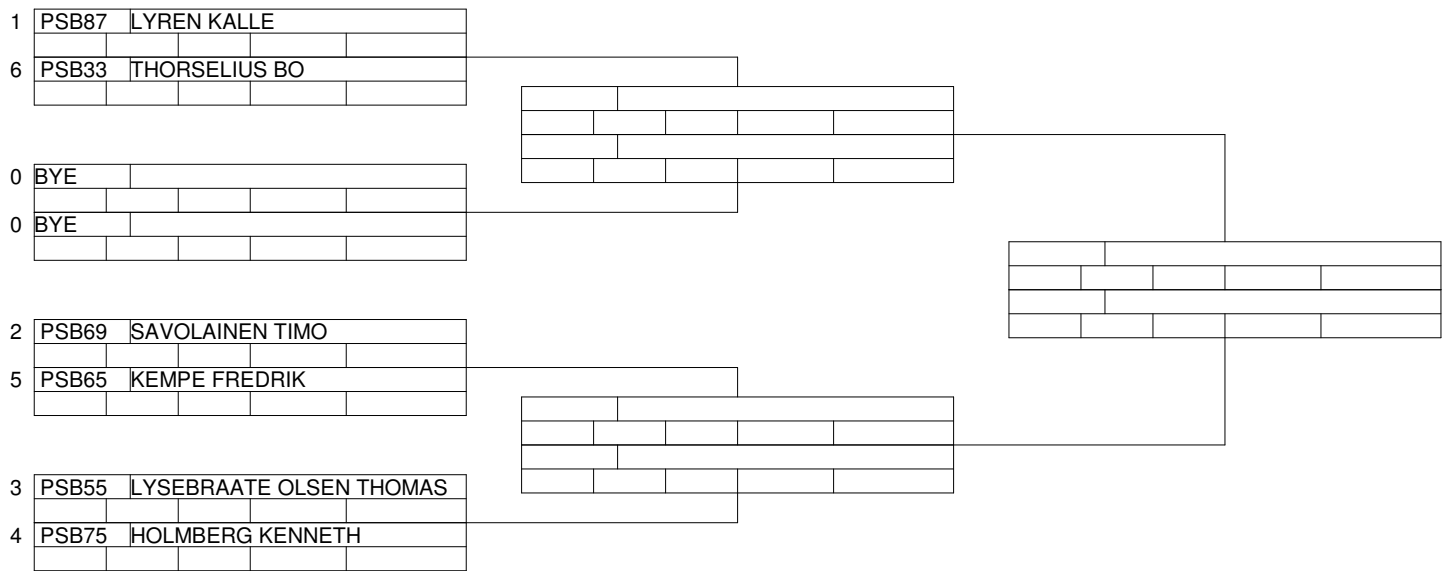 1 PSB87 LYREN KALLE
6 PSB33 THORSELIUS BO
0 BYE
0 BYE
2 PSB69 SAVOLAINEN TIMO
5 PSB65 KEMPE FREDRIK
3 PSB55 LYSEBRAATE OLSEN THOMAS
4 PSB75 HOLMBERG KENNETH